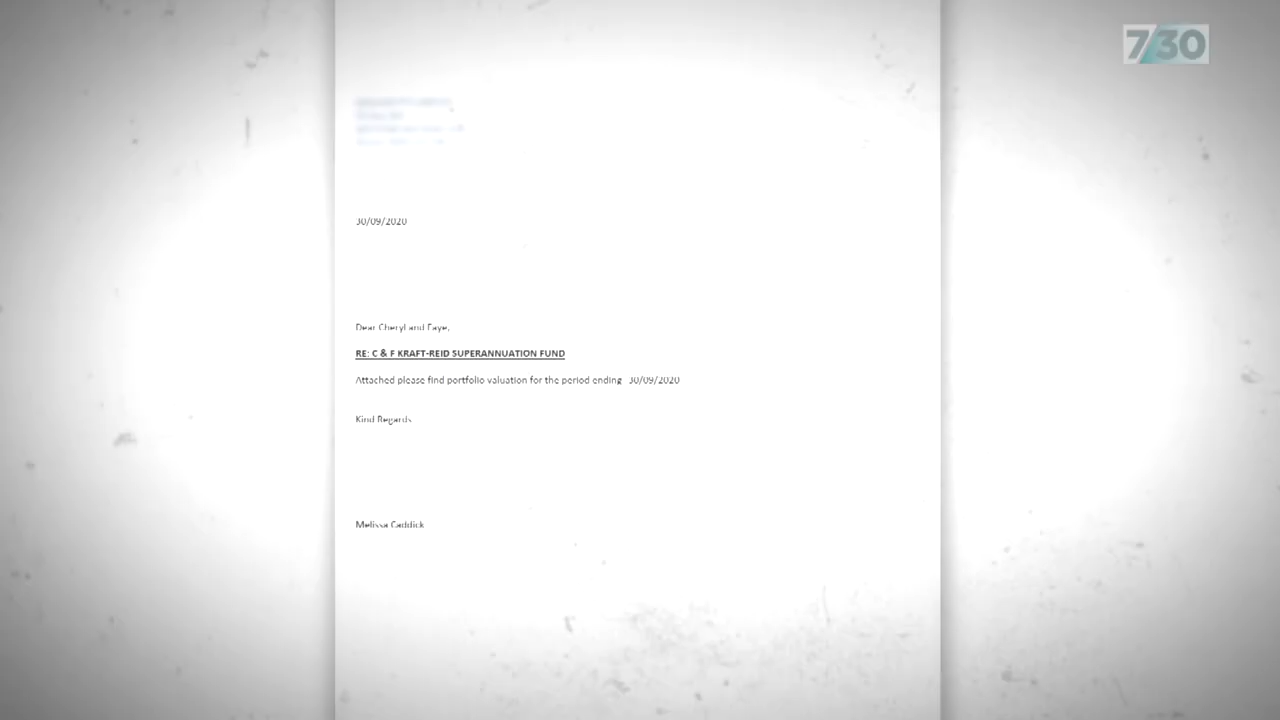 7/30
30/09/2020
Dear Cheryl and Faye,
RE: C & F KRAFT-REID SUPERANNUATION FUND
Attached please find portfolio valuation for the period ending 30/09/2020
Kind Regards
Melissa Caddick